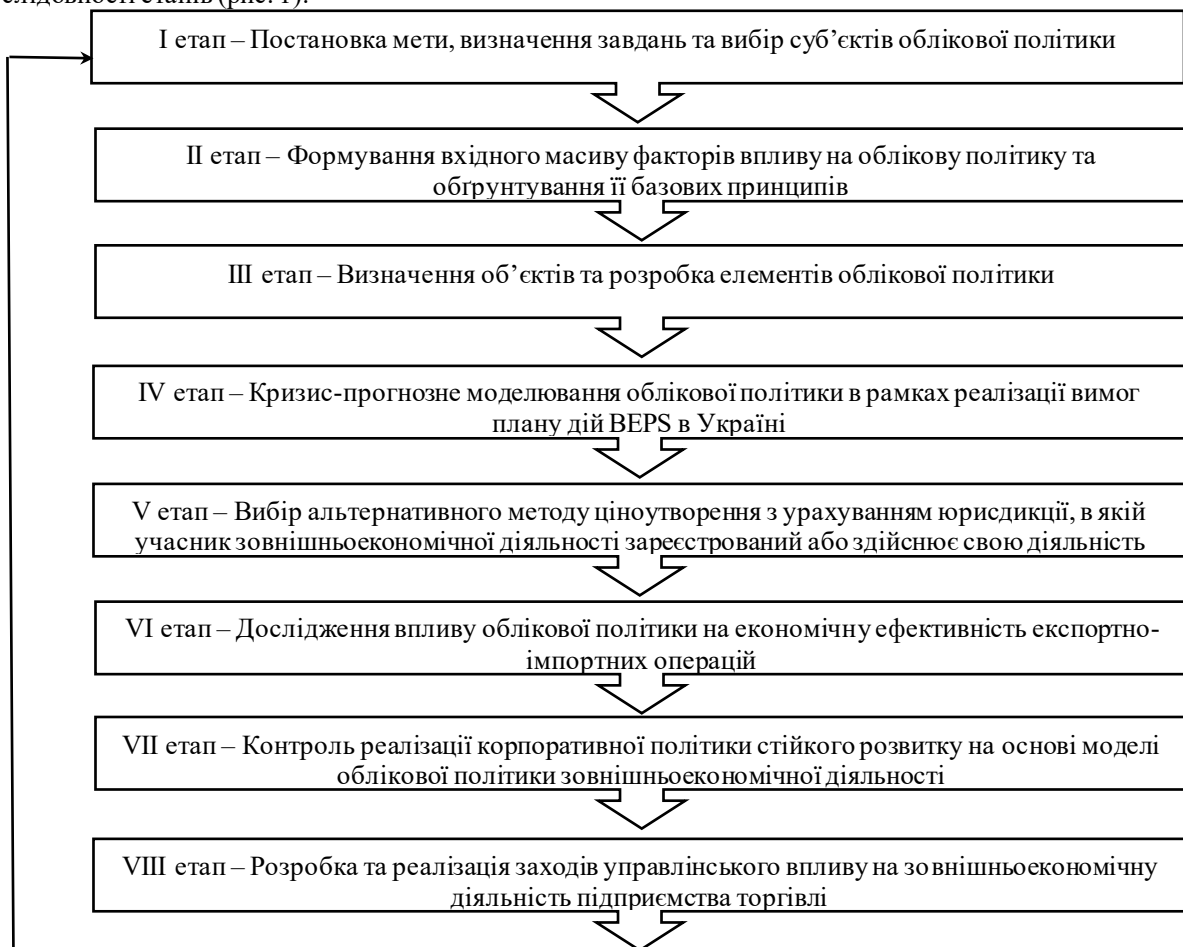 слідовності етапів (рис. 1).
І етап – Постановка мети, визначення завдань та вибір суб’єктів облікової політики
ІІ етап – Формування вхідного масиву факторів впливу на облікову політику та
обґрунтування її базових принципів
ІІІ етап – Визначення об’єктів та розробка елементів облікової політики
IV етап – Кризис-прогнозне моделювання облікової політики в рамках реалізації вимог
плану дій BEPS в Україні
V етап – Вибір альтернативного методу ціноутворення з урахуванням юрисдикції, в якій
учасник зовнішньоекономічної діяльності зареєстрований або здійснює свою діяльність
VI етап – Дослідження впливу облікової політики на економічну ефективність експортно-
імпортних операцій
VII етап – Контроль реалізації корпоративної політики стійкого розвитку на основі моделі
облікової політики зовнішньоекономічної діяльності
VIII етап – Розробка та реалізація заходів управлінського впливу на зовнішньоекономічну
діяльність підприємства торгівлі